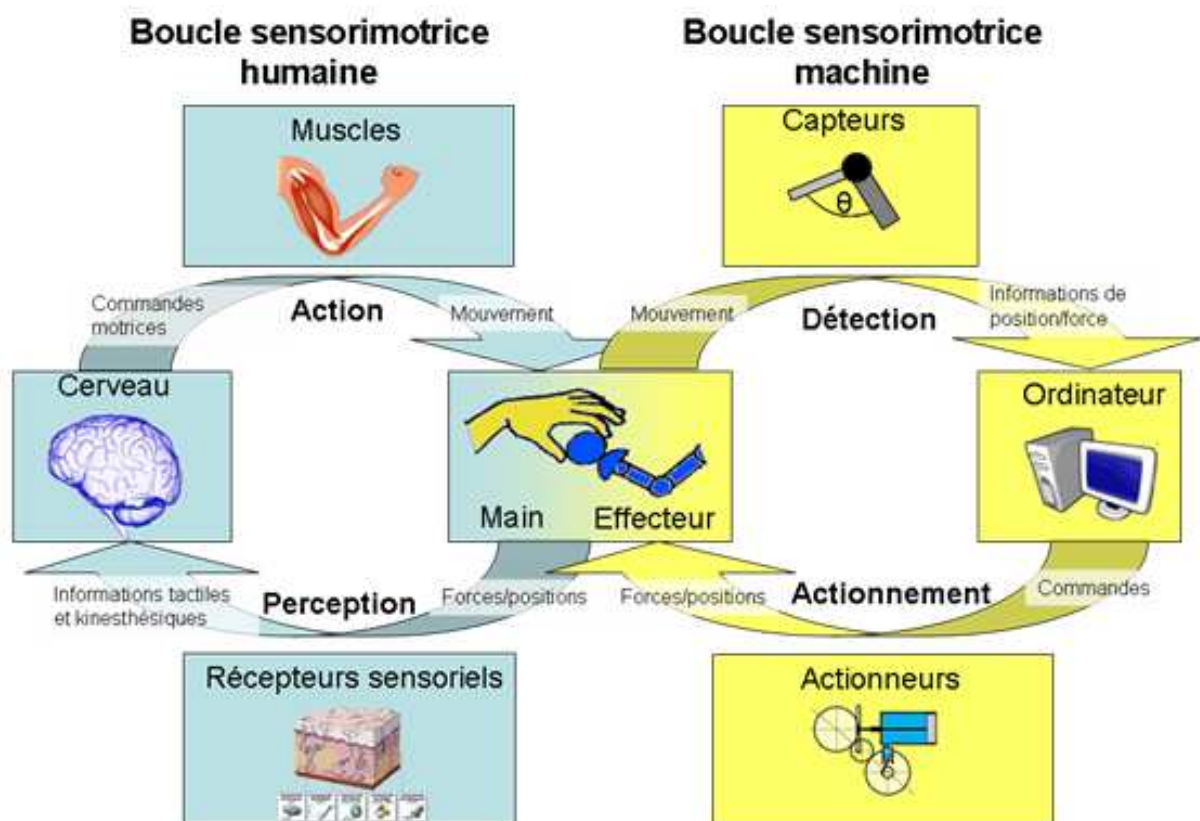 Boucle sensorimotrice
humaine
Boucle sensorimotrice
machine
Muscles
Capteurs
θ
Commandes
motrices
Action
Mouvement
Mouvement
Détection
Informations de
position/force
Cerveau
Main
Effecteur
Ordinateur
Informations tactiles
et kinesthésiques
Perception
Forces/positions
Forces/positions
Actionnement
Commandes
Récepteurs sensoriels
Actionneurs